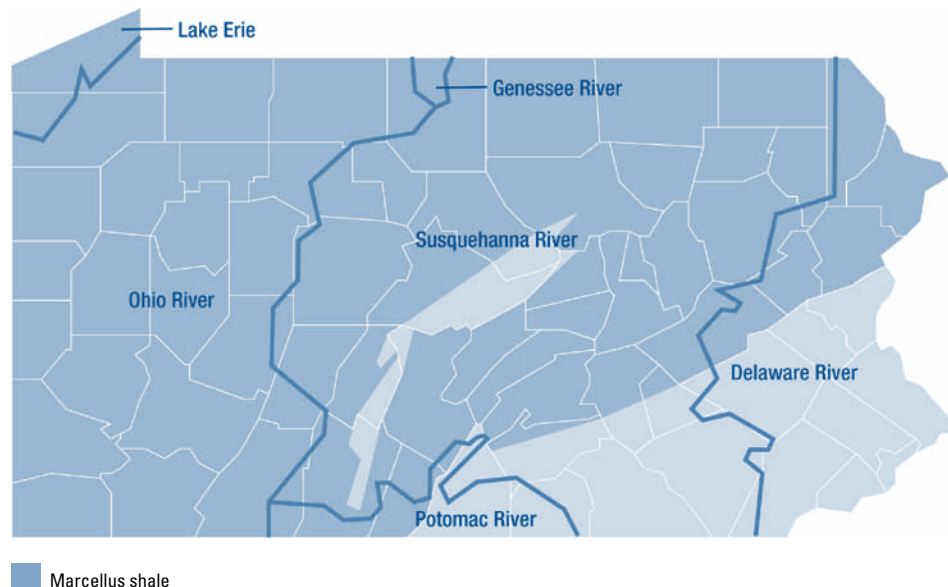 Lake Erie
Genessee River
Susquehanna River
Ohio River
Delaware River
Potomac River
Marcellus shale